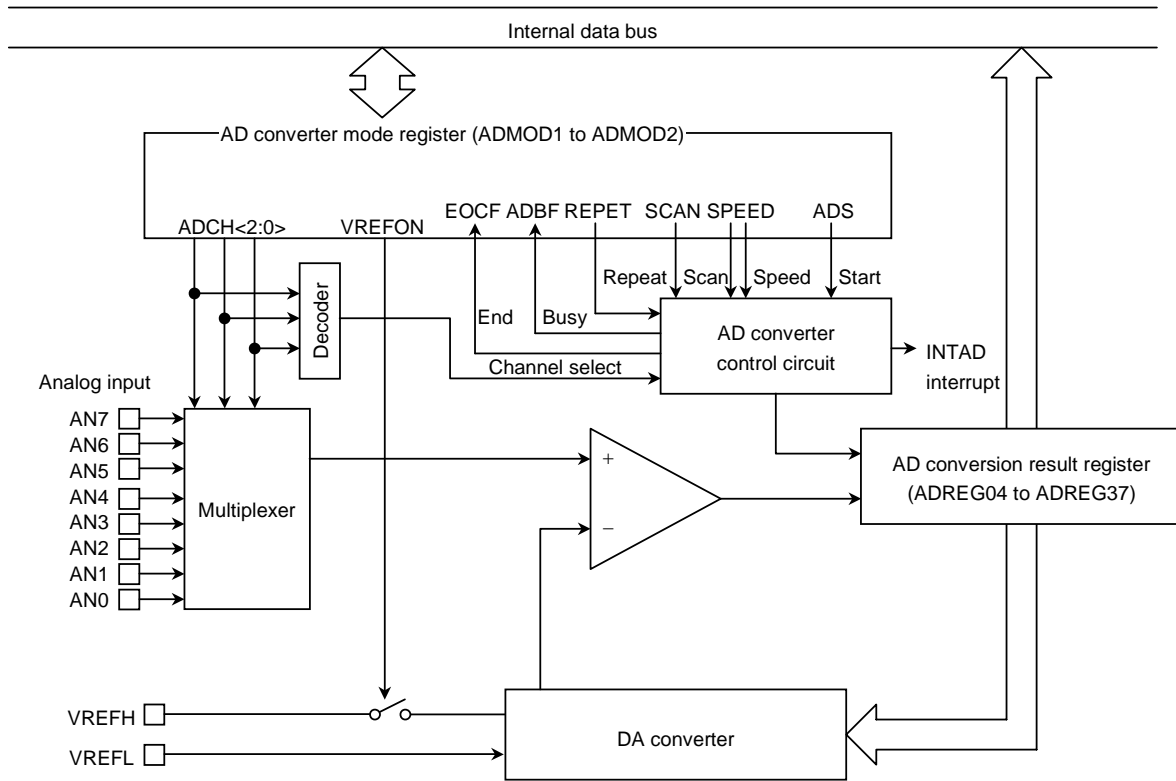 Internal data bus
AD converter mode register (ADMOD1 to ADMOD2)
EOCF ADBF REPET SCAN SPEED ADS
ADCH<2:0> VREFON
Repeat Scan Speed Start
Decoder
End Busy
AD converter
control circuit
INTAD
interrupt
Channel select
Analog input
AN7
AN6
AN5
AN4
AN3
AN2
AN1
AN0
Multiplexer
+
−
AD conversion result register
(ADREG04 to ADREG37)
VREFH
VREFL
DA converter